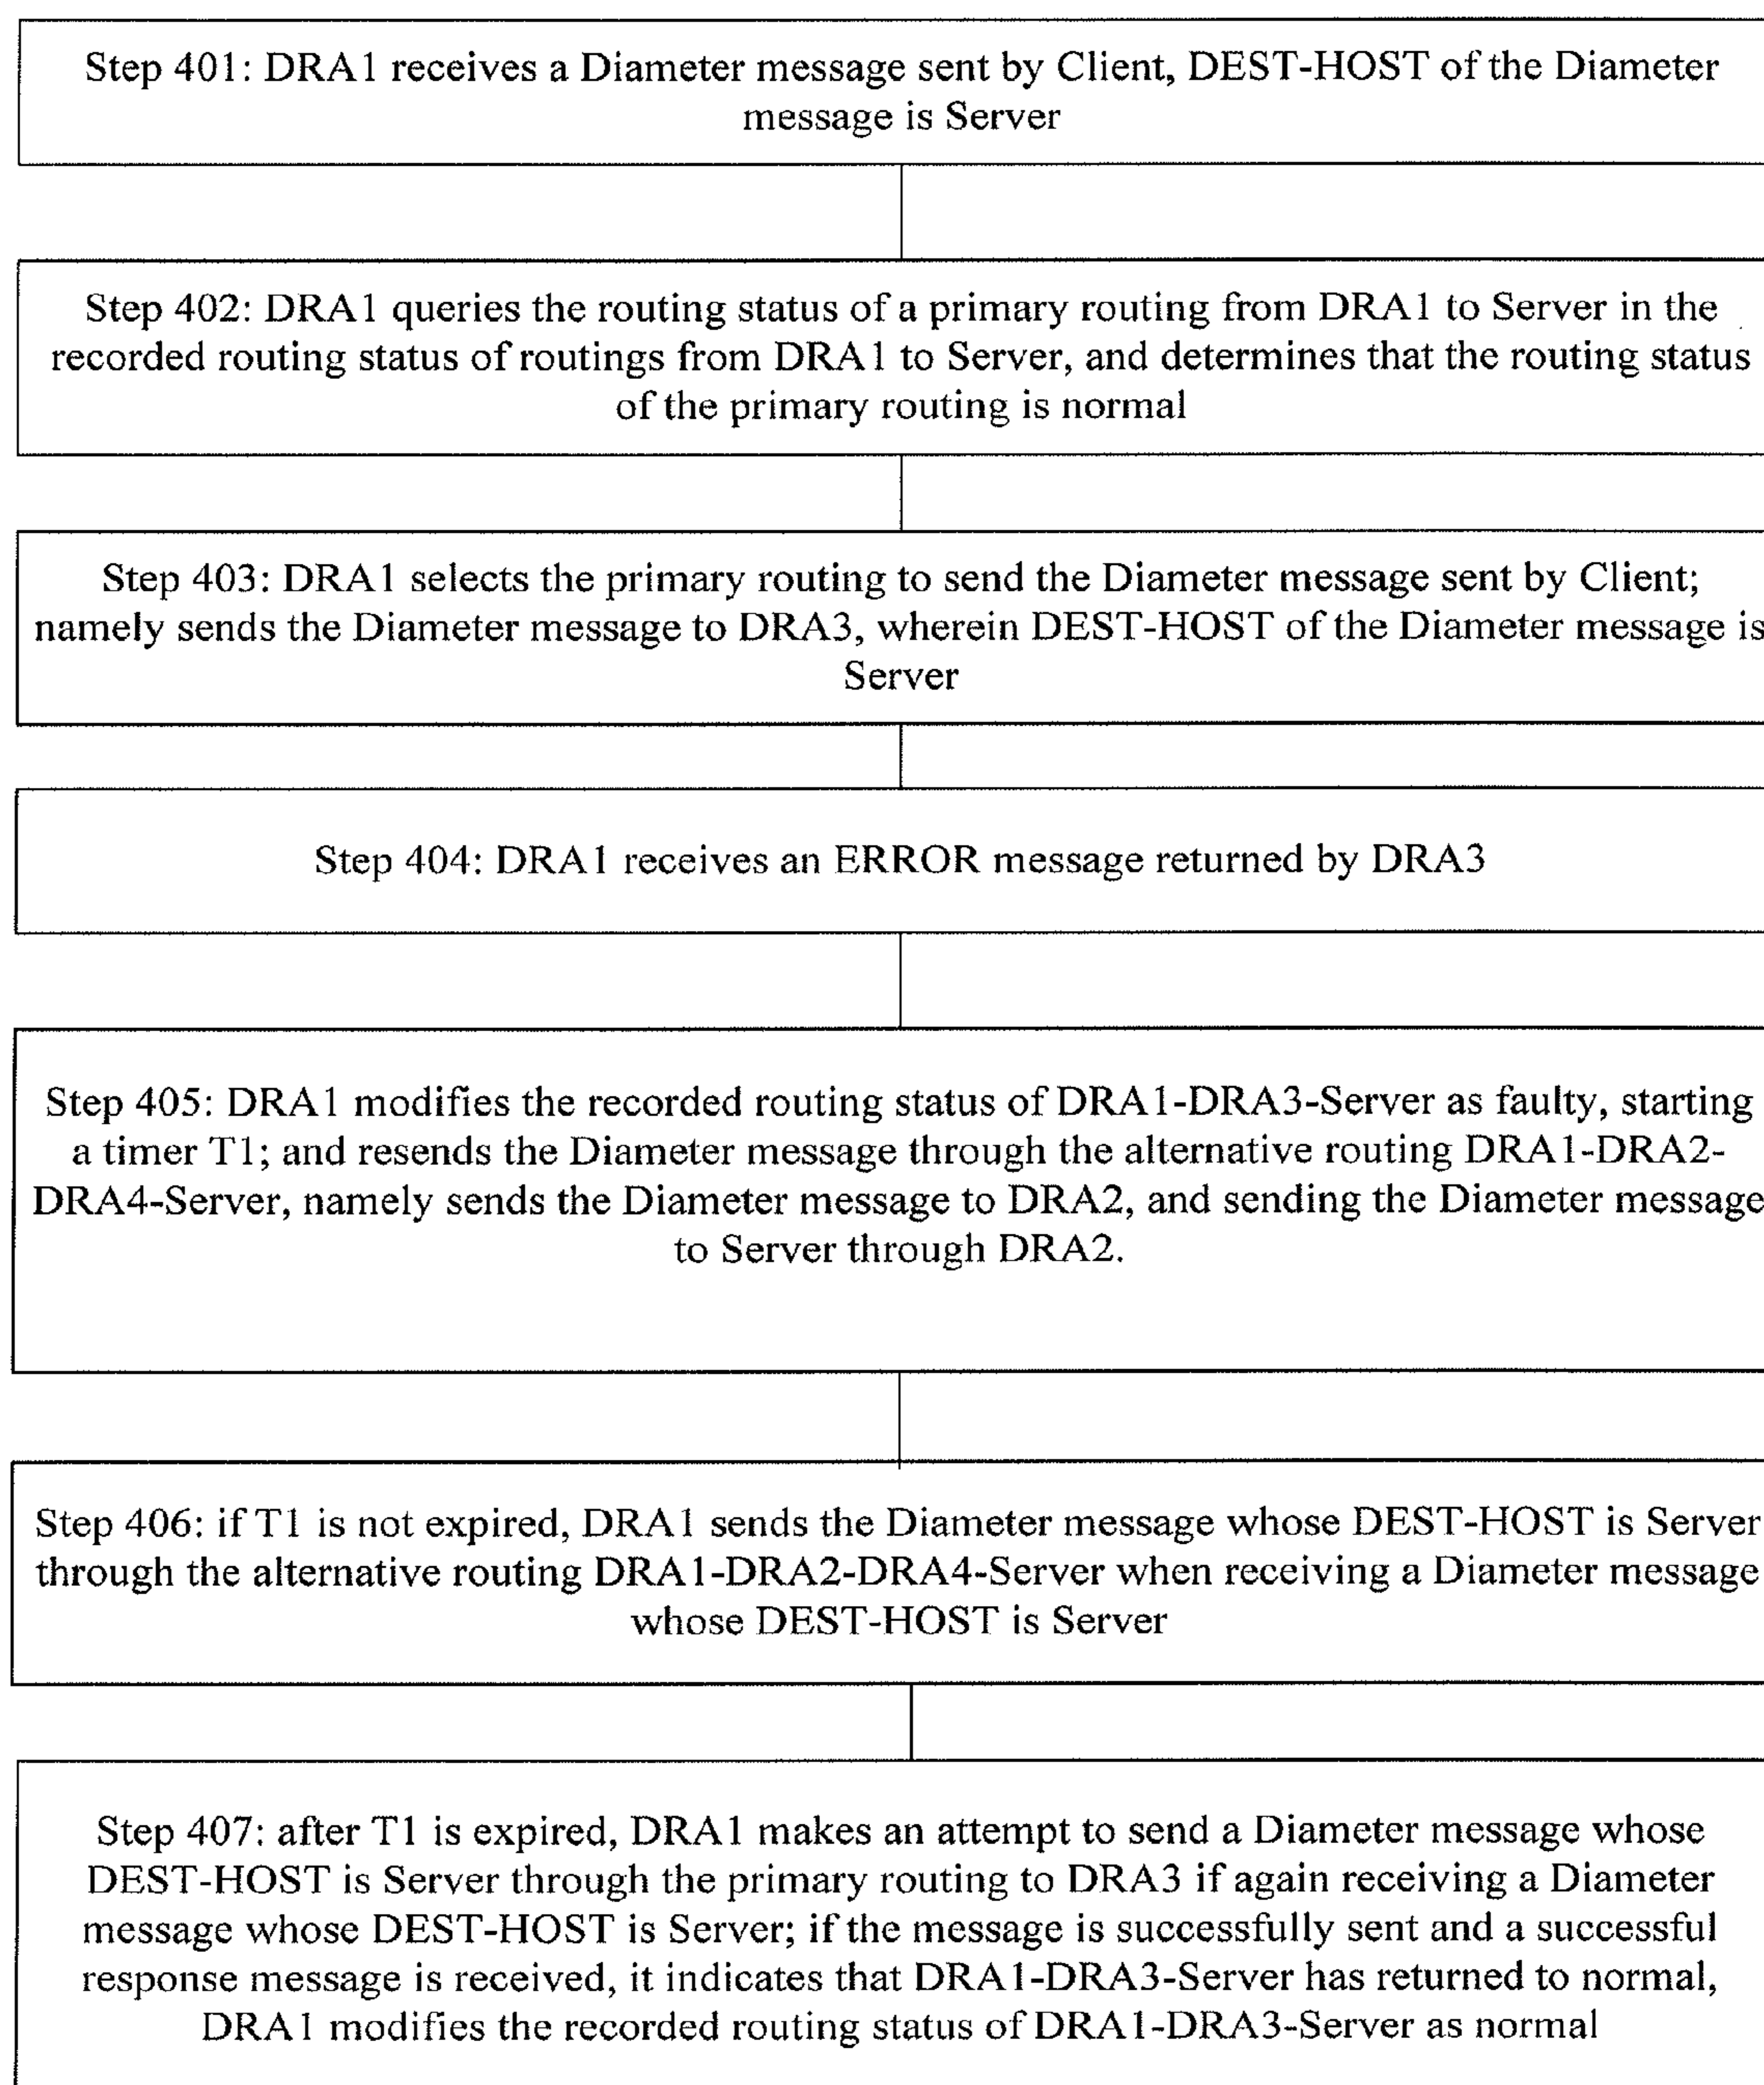 Step 401: DRA1 receives a Diameter message sent by Client, DEST-HOST of the Diameter
message is Server
Step 402: DRA1 queries the routing status of a primary routing from DRA1 to Server in the
recorded routing status of routings from DRA1 to Server, and determines that the routing status
of the primary routing is normal
Step 403: DRA1 selects the primary routing to send the Diameter message sent by Client;
namely sends the Diameter message to DRA3, wherein DEST-HOST of the Diameter message is
Server
Step 404: DRA1 receives an ERROR message returned by DRA3
Step 405: DRA1 modifies the recorded routing status of DRA1-DRA3-Server as faulty, starting
a timer T1; and resends the Diameter message through the alternative routing DRA1-DRA2-
DRA4-Server, namely sends the Diameter message to DRA2, and sending the Diameter message
to Server through DRA2.
Step 406: if T1 is not expired, DRA1 sends the Diameter message whose DEST-HOST is Server
through the alternative routing DRA1-DRA2-DRA4-Server when receiving a Diameter message
whose DEST-HOST is Server
Step 407: after T1 is expired, DRA1 makes an attempt to send a Diameter message whose
DEST-HOST is Server through the primary routing to DRA3 if again receiving a Diameter
message whose DEST-HOST is Server; if the message is successfully sent and a successful
response message is received, it indicates that DRA1-DRA3-Server has returned to normal,
DRA1 modifies the recorded routing status of DRA1-DRA3-Server as normal